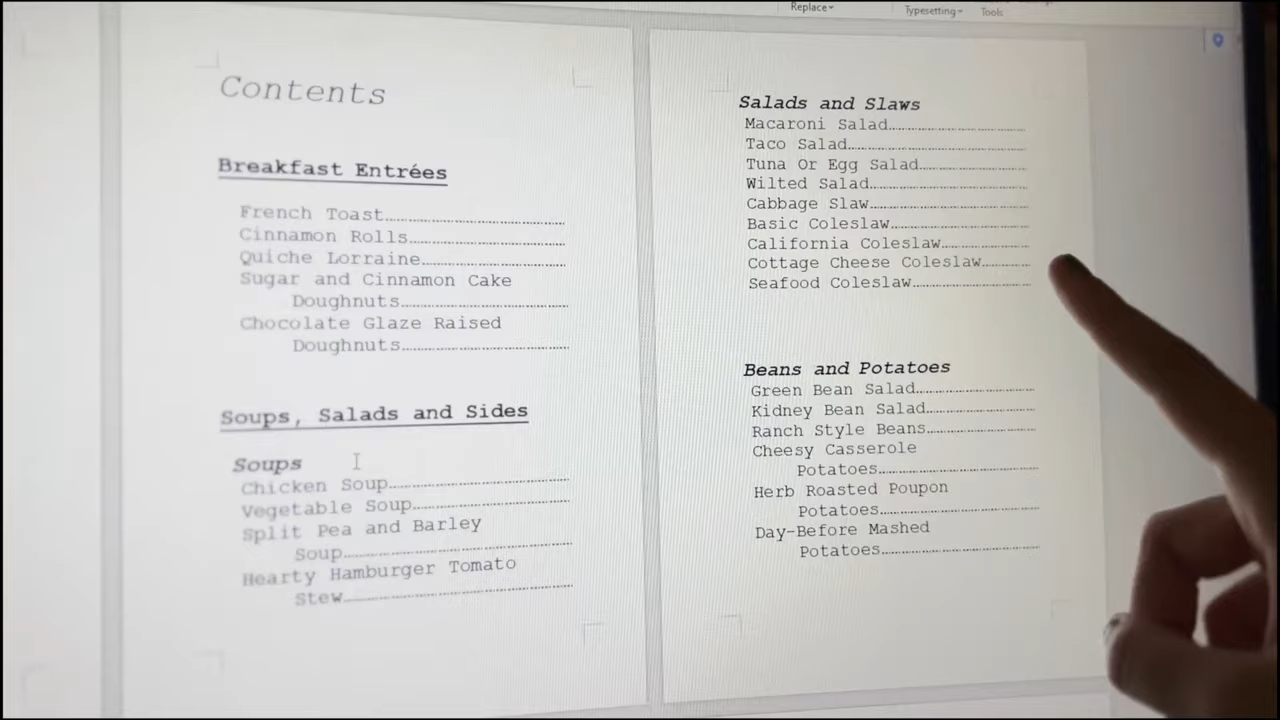 Replace
Typesetting
Tools
Contents
Breakfast Entrées
French Toast
Cinnamon Rolls
Quiche Lorraine
Sugar and Cinnamon Cake
Doughnuts
Chocolate Glaze Raised
Doughnuts
Soups, Salads and Sides
Soups
Chicken Soup
Vegetable Soup
Split Pea and Barley
Soup
Hearty Hamburger Tomato
Stew
Salads and Slaws
Macaroni Salad
Taco Salad
Tuna Or Egg Salad
Wilted Salad
Cabbage Slaw
Basic Coleslaw
California Coleslaw
Cottage Cheese Coleslaw
Seafood Coleslaw
Beans and Potatoes
Green Bean Salad
Kidney Bean Salad
Ranch Style Beans
Cheesy Casserole
Potatoes
Herb Roasted Poupon
Potatoes
Day-Before Mashed
Potatoes